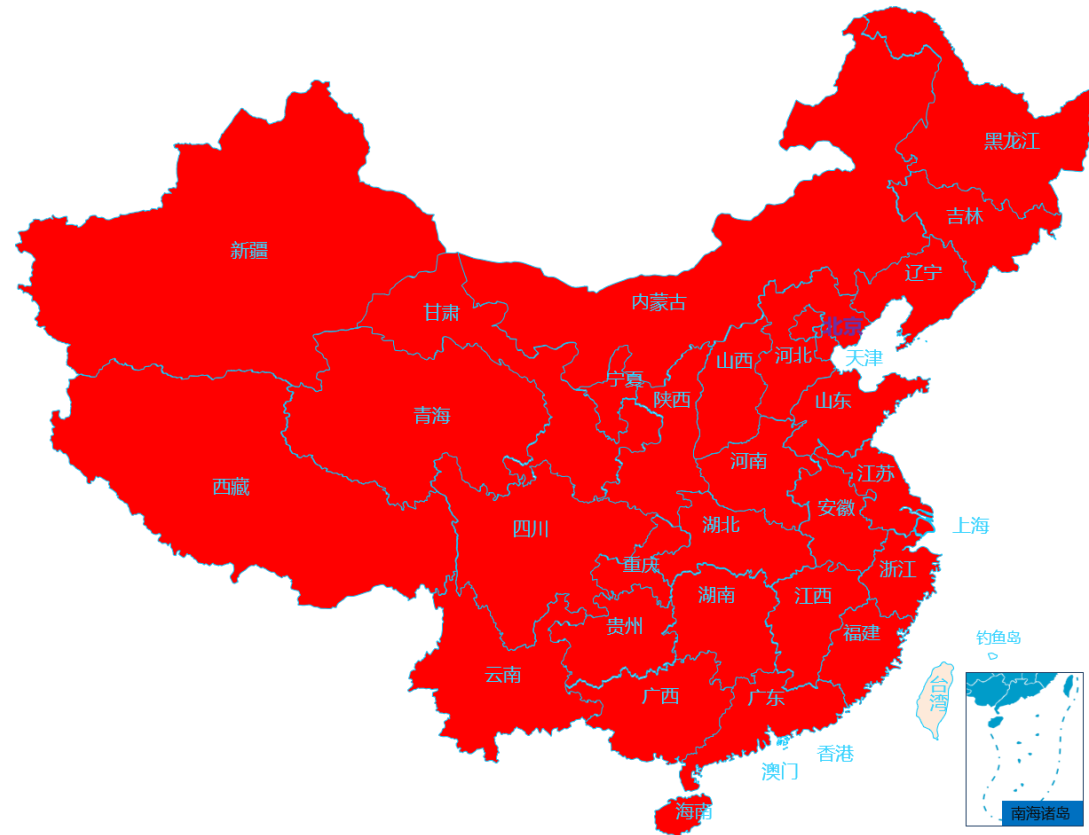 黑龙江
吉林
新疆
辽宁
内蒙古
甘肃
北京
河北
天津
山西
宁夏
陕西
山东
青海
河南
江苏
西藏
安徽
湖北
四川
上海
重庆
浙江
湖南
江西
贵州
福建
钓鱼岛
云南
台湾
广西
广东
香港
澳门
海南
南海诸岛